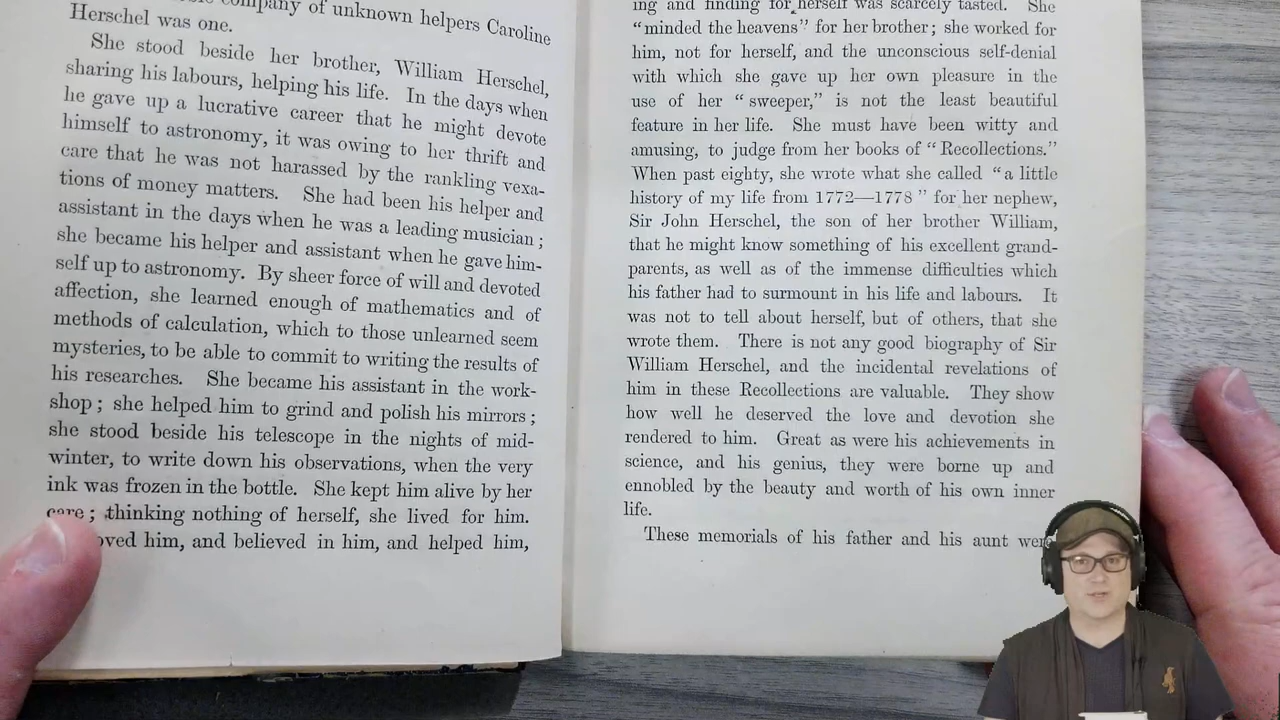 company of unknown helpers Caroline
Herschel was one.
She stood beside her brother, William Herschel,
sharing his labours, helping his life. In the days when
he gave up a lucrative career that he might devote
himself to astronomy, it was owing to her thrift and
care that he was not harassed by the rankling vexa-
tions of money matters. She had been his helper and
assistant in the days when he was a leading musician;
she became his helper and assistant when he gave him-
self up to astronomy. By sheer force of will and devoted
affection, she learned enough of mathematics and of
methods of calculation, which to those unlearned seem
mysteries, to be able to commit to writing the results of
his researches. She became his assistant in the work-
shop; she helped him to grind and polish his mirrors;
she stood beside his telescope in the nights of mid-
winter, to write down his observations, when the very
ink was frozen in the bottle. She kept him alive by her
care; thinking nothing of herself, she lived for him.
him, and believed in him, and helped him,
ing and finding for herself was scarcely tasted. She
“minded the heavens” for her brother; she worked for
him, not for herself, and the unconscious self-denial
with which she gave up her own pleasure in the
use of her “sweeper,” is not the least beautiful
feature in her life. She must have been witty and
amusing, to judge from her books of “Recollections.”
When past eighty, she wrote what she called “a little
history of my life from 1772—1778” for her nephew,
Sir John Herschel, the son of her brother William,
that he might know something of his excellent grand-
parents, as well as of the immense difficulties which
his father had to surmount in his life and labours. It
was not to tell about herself, but of others, that she
wrote them. There is not any good biography of Sir
William Herschel, and the incidental revelations of
him in these Recollections are valuable. They show
how well he deserved the love and devotion she
rendered to him. Great as were his achievements in
science, and his genius, they were borne up and
ennobled by the beauty and worth of his own inner
life.
These memorials of his father and his aunt were